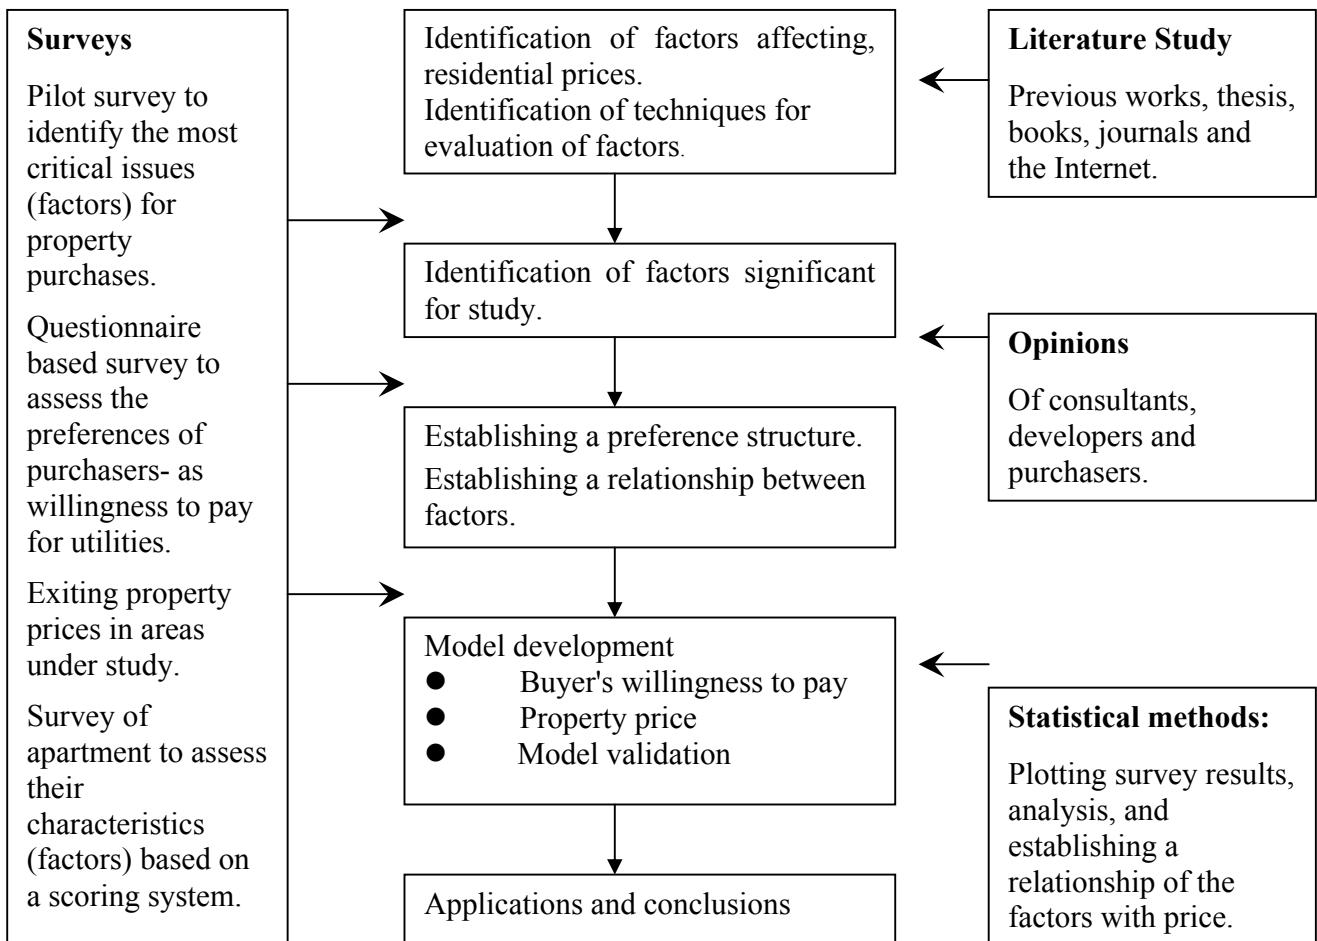 Surveys
Pilot survey to
identify the most
critical issues
(factors) for
property
purchases.
Questionnaire
based survey to
assess the
preferences of
purchasers- as
willingness to pay
for utilities.
Exiting property
prices in areas
under study.
Survey of
apartment to assess
their
characteristics
(factors) based on
a scoring system.
Identification of factors affecting,
residential prices.
Identification of techniques for
evaluation of factors.
Identification of factors significant
for study.
Establishing a preference structure.
Establishing a relationship between
factors.
Model development
● Buyer's willingness to pay
● Property price
● Model validation
Applications and conclusions
Literature Study
Previous works, thesis,
books, journals and
the Internet.
Opinions
Of consultants,
developers and
purchasers.
Statistical methods:
Plotting survey results,
analysis, and
establishing a
relationship of the
factors with price.